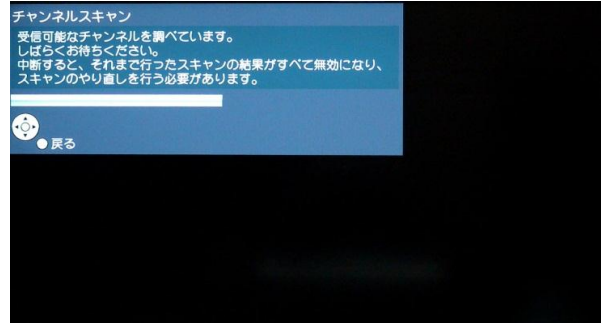 チャンネルスキャン
受信可能なチャンネルを調べています。
しばらくお待ちください。
中断すると、それまで行ったスキャンの結果がすべて無効になり、
スキャンのやり直しを行う必要があります。
戻る